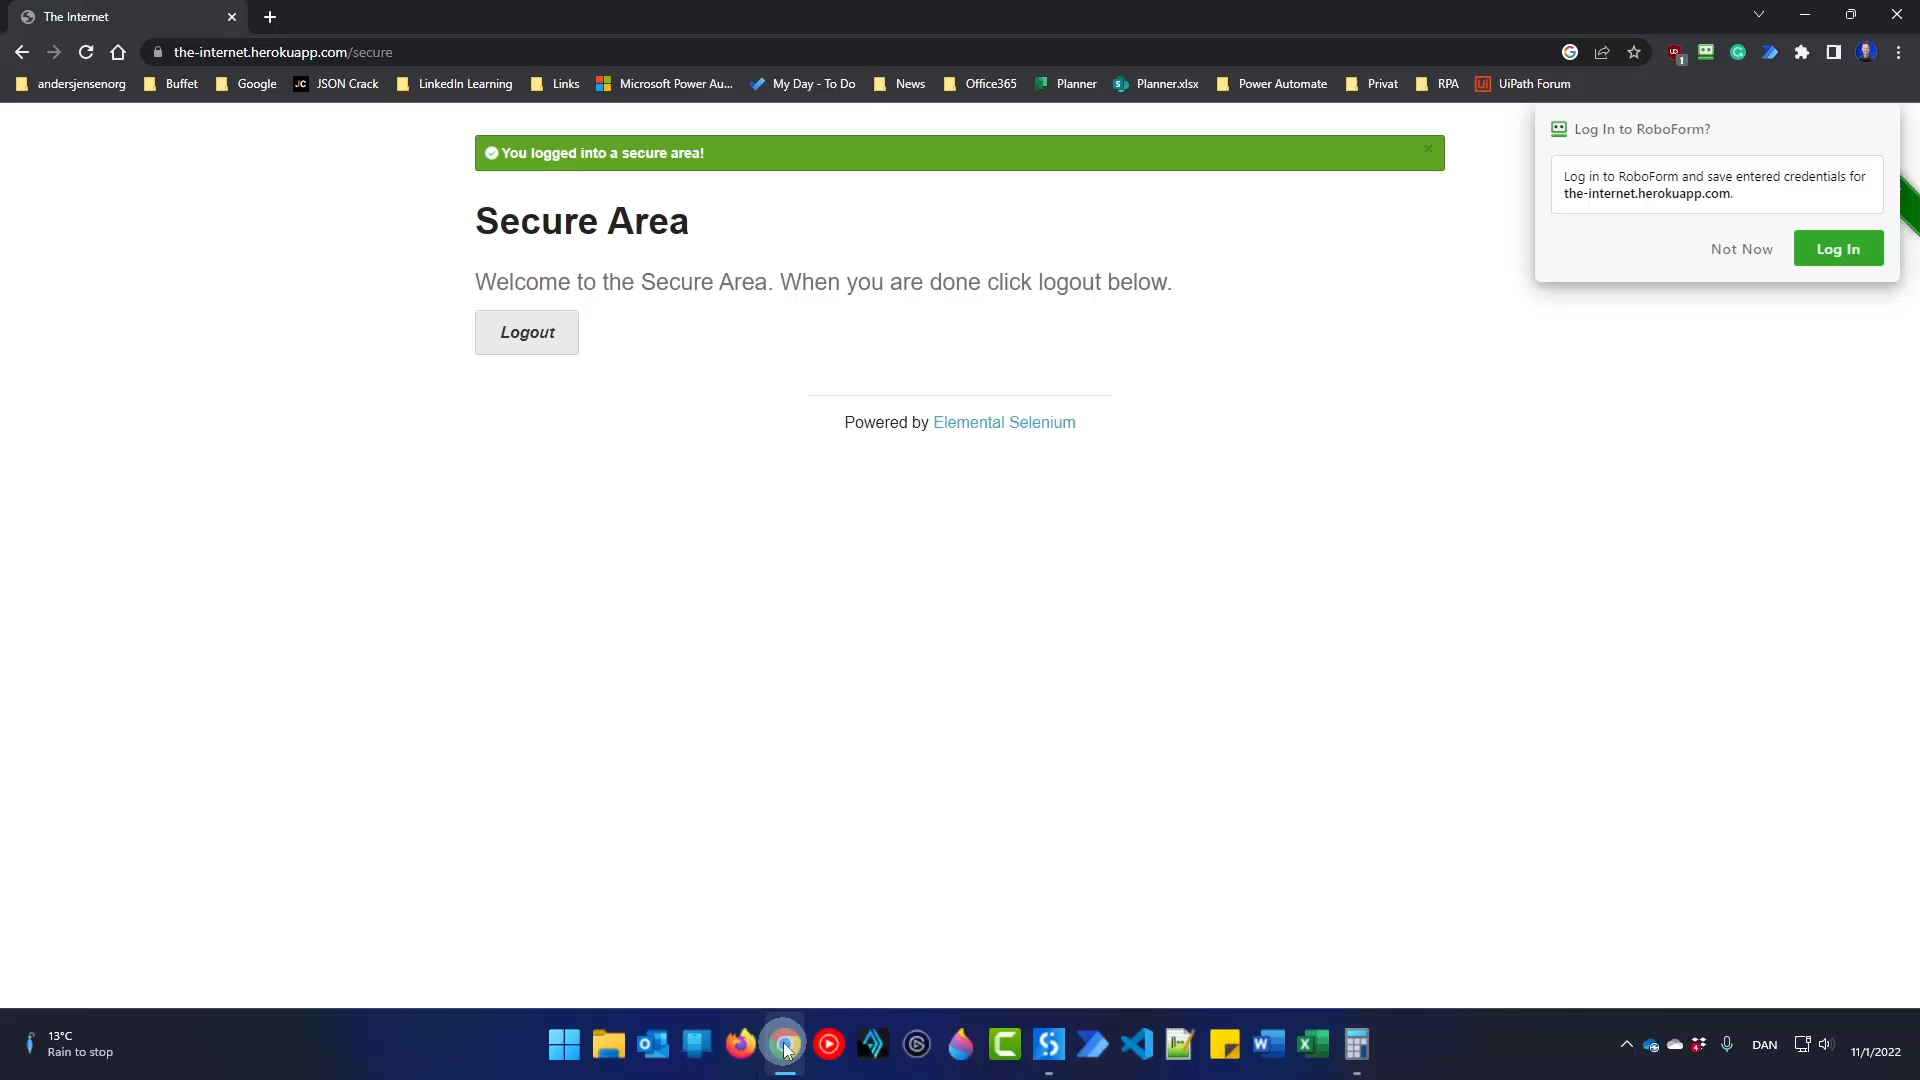 The Internet
the-internet.herokuapp.com/secure
1
andersjensenorg
Buffet
Google
JC
JSON Crack
LinkedIn Learning
Links
Microsoft Power Au...
My Day - To Do
News
Office365
Planner
Planner.xlsx
Power Automate
Privat
RPA
Ui
UiPath Forum
Log In to RoboForm?
Log in to RoboForm and save entered credentials for
the-internet.herokuapp.com.
Not Now
Log In
You logged into a secure area!
Secure Area
Welcome to the Secure Area. When you are done click logout below.
Logout
Powered by Elemental Selenium
13°C
Rain to stop
DAN
11/1/2022